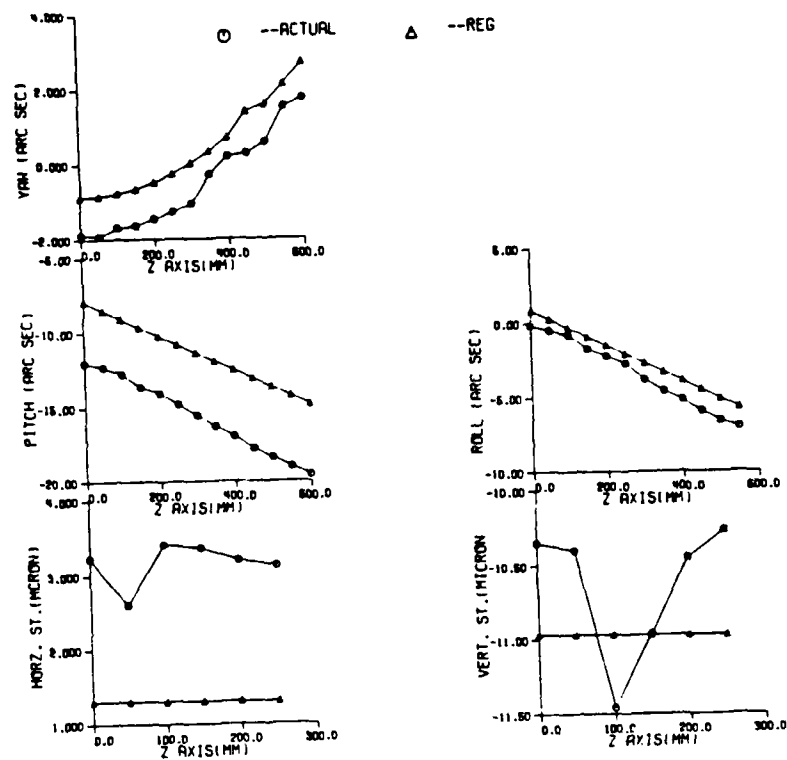 --ACTUAL --REG
4.000
2.000
0.000
-2.000
YAW (ARC SEC)
0.0 200.0 400.0 600.0
Z AXIS(MM)
-5.00
-10.00
-15.00
-20.00
PITCH (ARC SEC)
0.0 200.0 400.0 600.0
Z AXIS(MM)
5.00
0.00
-5.00
-10.00
ROLL (ARC SEC)
0.0 200.0 400.0 600.0
Z AXIS(MM)
4.000
3.000
2.000
1.000
HORZ. ST.(MCRON)
0.0 100.0 200.0 300.0
Z AXIS(MM)
-10.00
-10.50
-11.00
-11.50
VERT. ST.(MICRON
0.0 100.0 200.0 300.0
Z AXIS(MM)